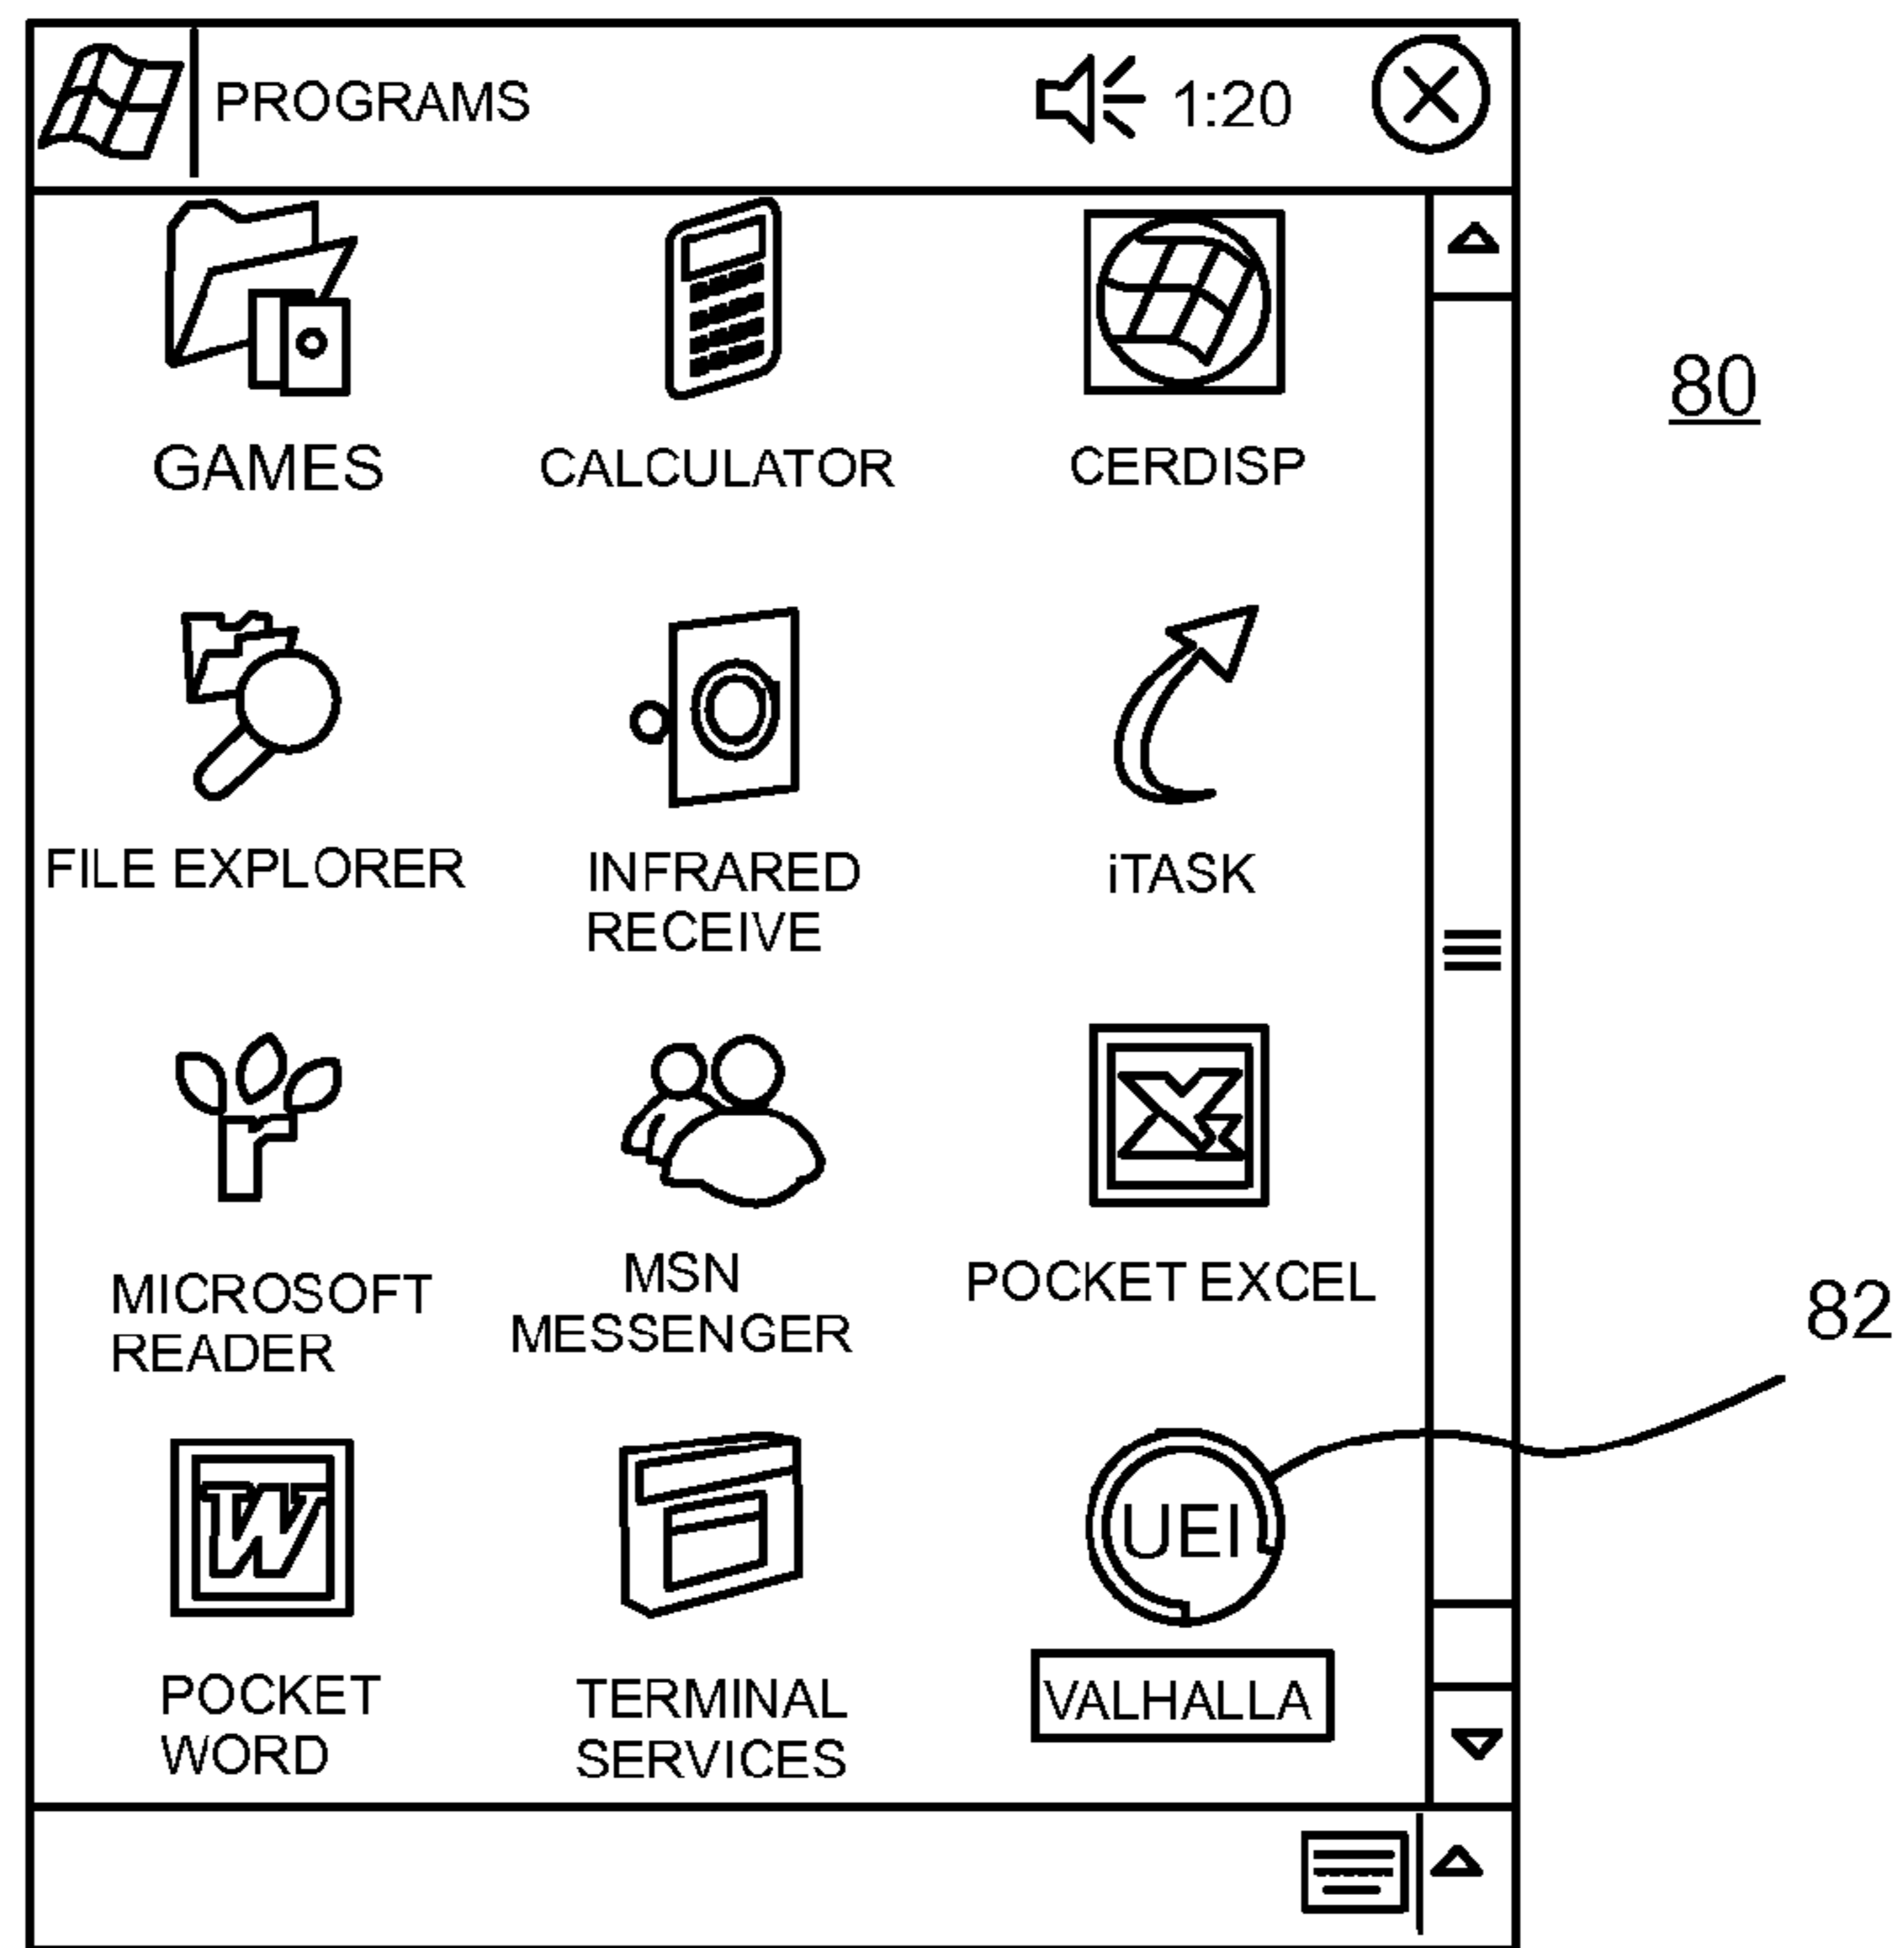 PROGRAMS 1:20
80
GAMES CALCULATOR CERDISP
FILE EXPLORER INFRARED iTASK
RECEIVE
MICROSOFT MSN POCKET EXCEL
READER MESSENGER
82
W UEI
POCKET TERMINAL VALHALLA
WORD SERVICES